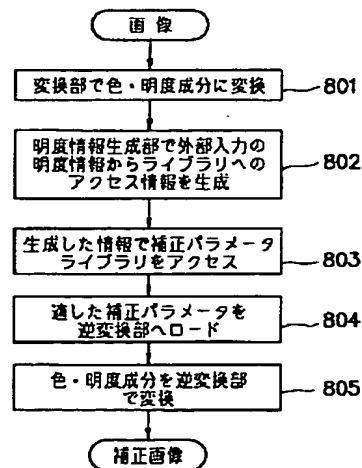 画像
変換部で色・明度成分に変換
801
明度情報生成部で外部入力の
明度情報からライブラリへの
アクセス情報を生成
802
生成した情報で補正パラメータ
ライブラリをアクセス
803
適した補正パラメータを
逆変換部へロード
804
色・明度成分を逆変換部
で変換
805
補正画像